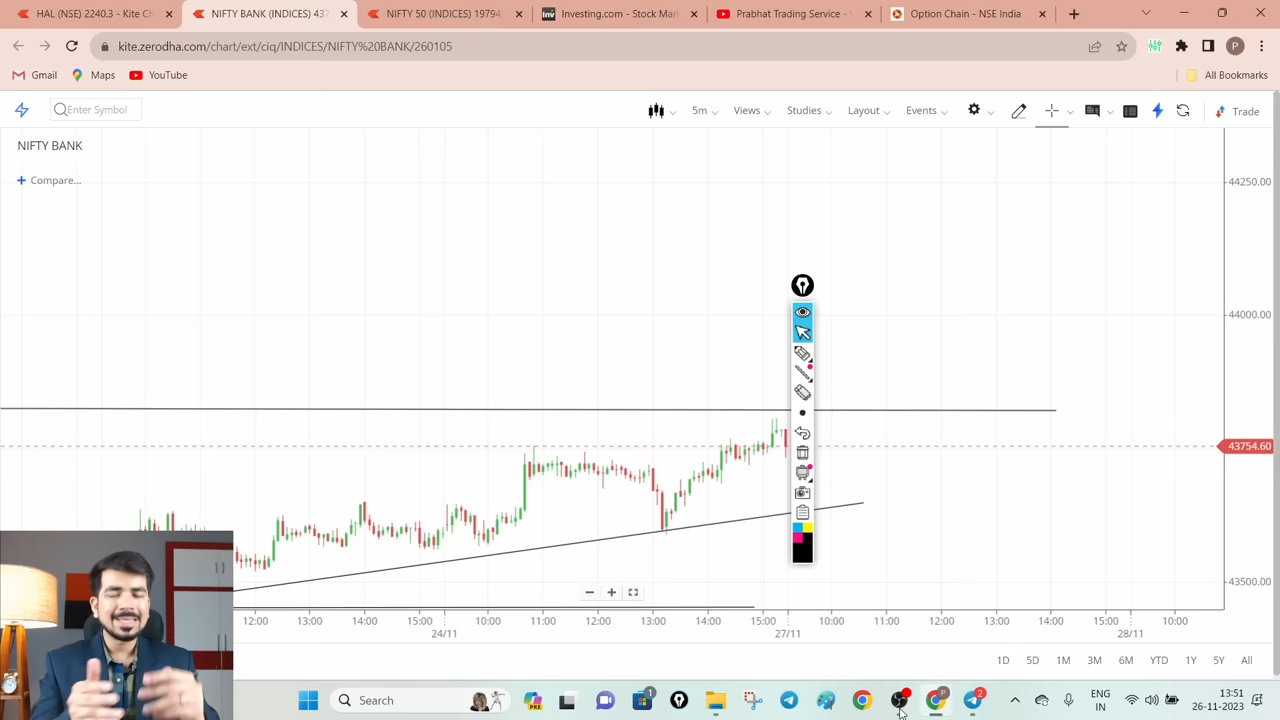 HAL (NSE) 2240.3 - Kite C
NIFTY BANK (INDICES) 437
NIFTY 50 (INDICES) 19794
Investing.com - Stock Mar
Prabhat Trading Service -
Option Chain - NSE India
kite.zerodha.com/chart/ext/ciq/INDICES/NIFTY%20BANK/260105
P
Gmail
Maps
YouTube
All Bookmarks
Enter Symbol
5m
Views
Studies
Layout
Events
Trade
NIFTY BANK
+ Compare...
44250.00
44000.00
43754.60
43500.00
12:00 13:00 14:00 15:00 10:00 11:00 12:00 13:00 14:00 15:00 10:00 11:00 12:00 13:00 14:00 15:00 10:00
24/11 27/11 28/11
1D 5D 1M 3M 6M YTD 1Y 5Y All
Search
PRE
1
P
2
ENG
IN
13:51
26-11-2023